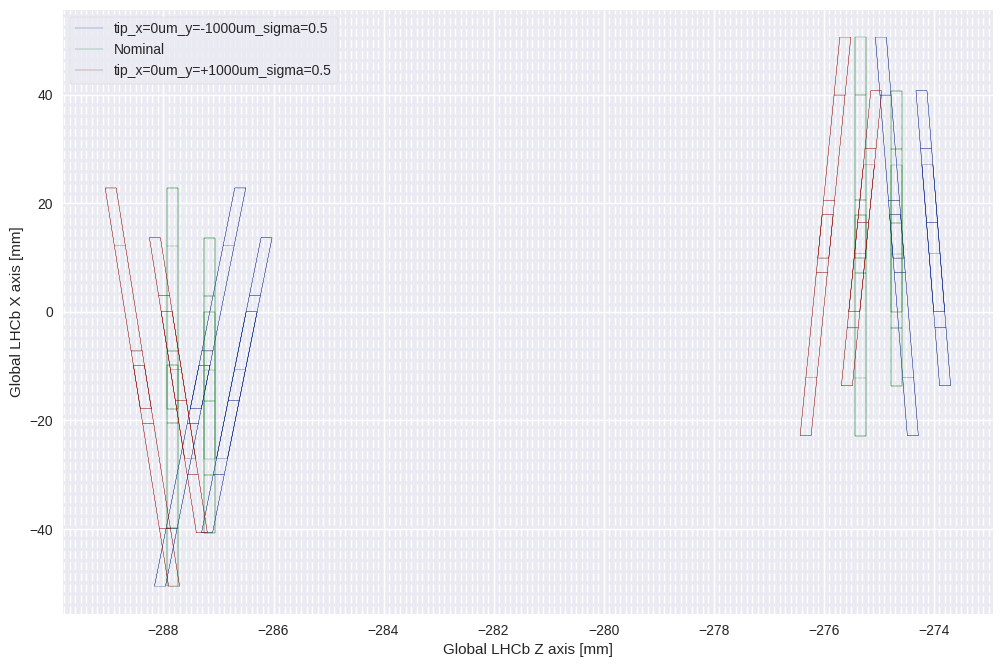 tip_x=0um_y=-1000um_sigma=0.5
Nominal
tip_x=0um_y=+1000um_sigma=0.5
Global LHCb X axis [mm]
40
20
0
−20
−40
−288 −286 −284 −282 −280 −278 −276 −274
Global LHCb Z axis [mm]